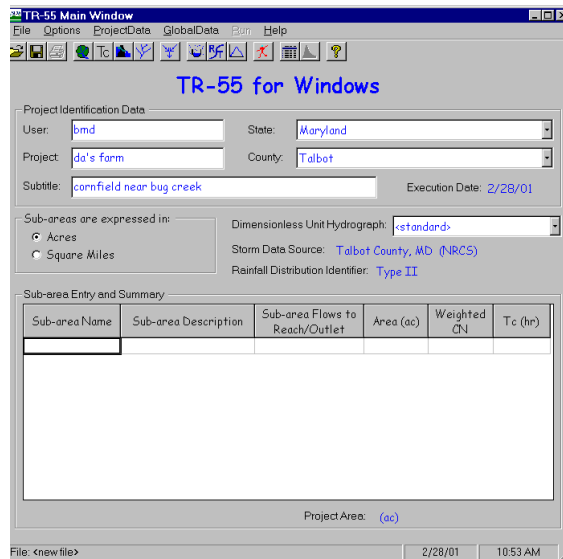 TR-55 Main Window
File Options ProjectData GlobalData Run Help
Tc RF ?
TR-55 for Windows
Project Identification Data
User: bmd State: Maryland
Project: da's farm County: Talbot
Subtitle: cornfield near bug creek Execution Date: 2/28/01
Sub-areas are expressed in:
Acres
Square Miles
Dimensionless Unit Hydrograph: <standard>
Storm Data Source: Talbot County, MD (NRCS)
Rainfall Distribution Identifier: Type II
Sub-area Entry and Summary
Sub-area Name Sub-area Description Sub-area Flows to Reach/Outlet Area (ac) Weighted CN Tc (hr)
Project Area: (ac)
File: <new file> 2/28/01 10:53 AM